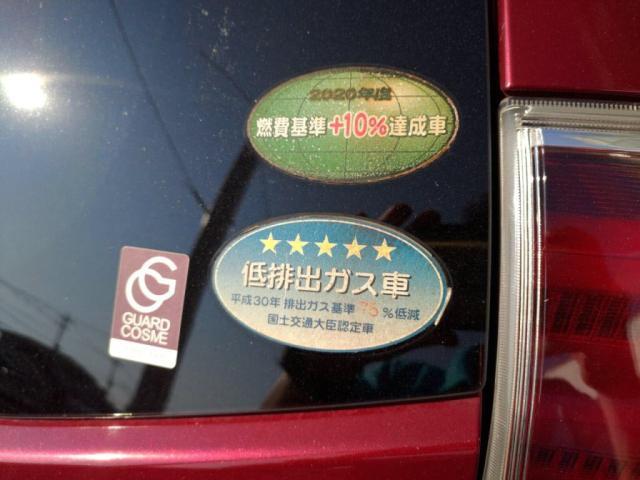 2020年度
燃費基準+10%達成車
★★★★★
低排出ガス車
平成30年 排出ガス基準 75 %低減
国土交通大臣認定車
GUARD
COSME